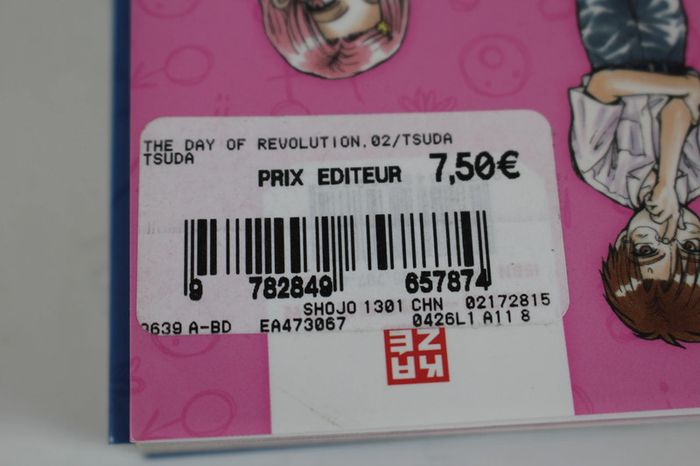 THE DAY OF REVOLUTION.02/TSUDA
TSUDA
PRIX EDITEUR 7,50€
9 782849 657874
SHOJO 1301 CHN 02172815
0639 A-BD EA473067 0426L1 A11 8
KAZÉ